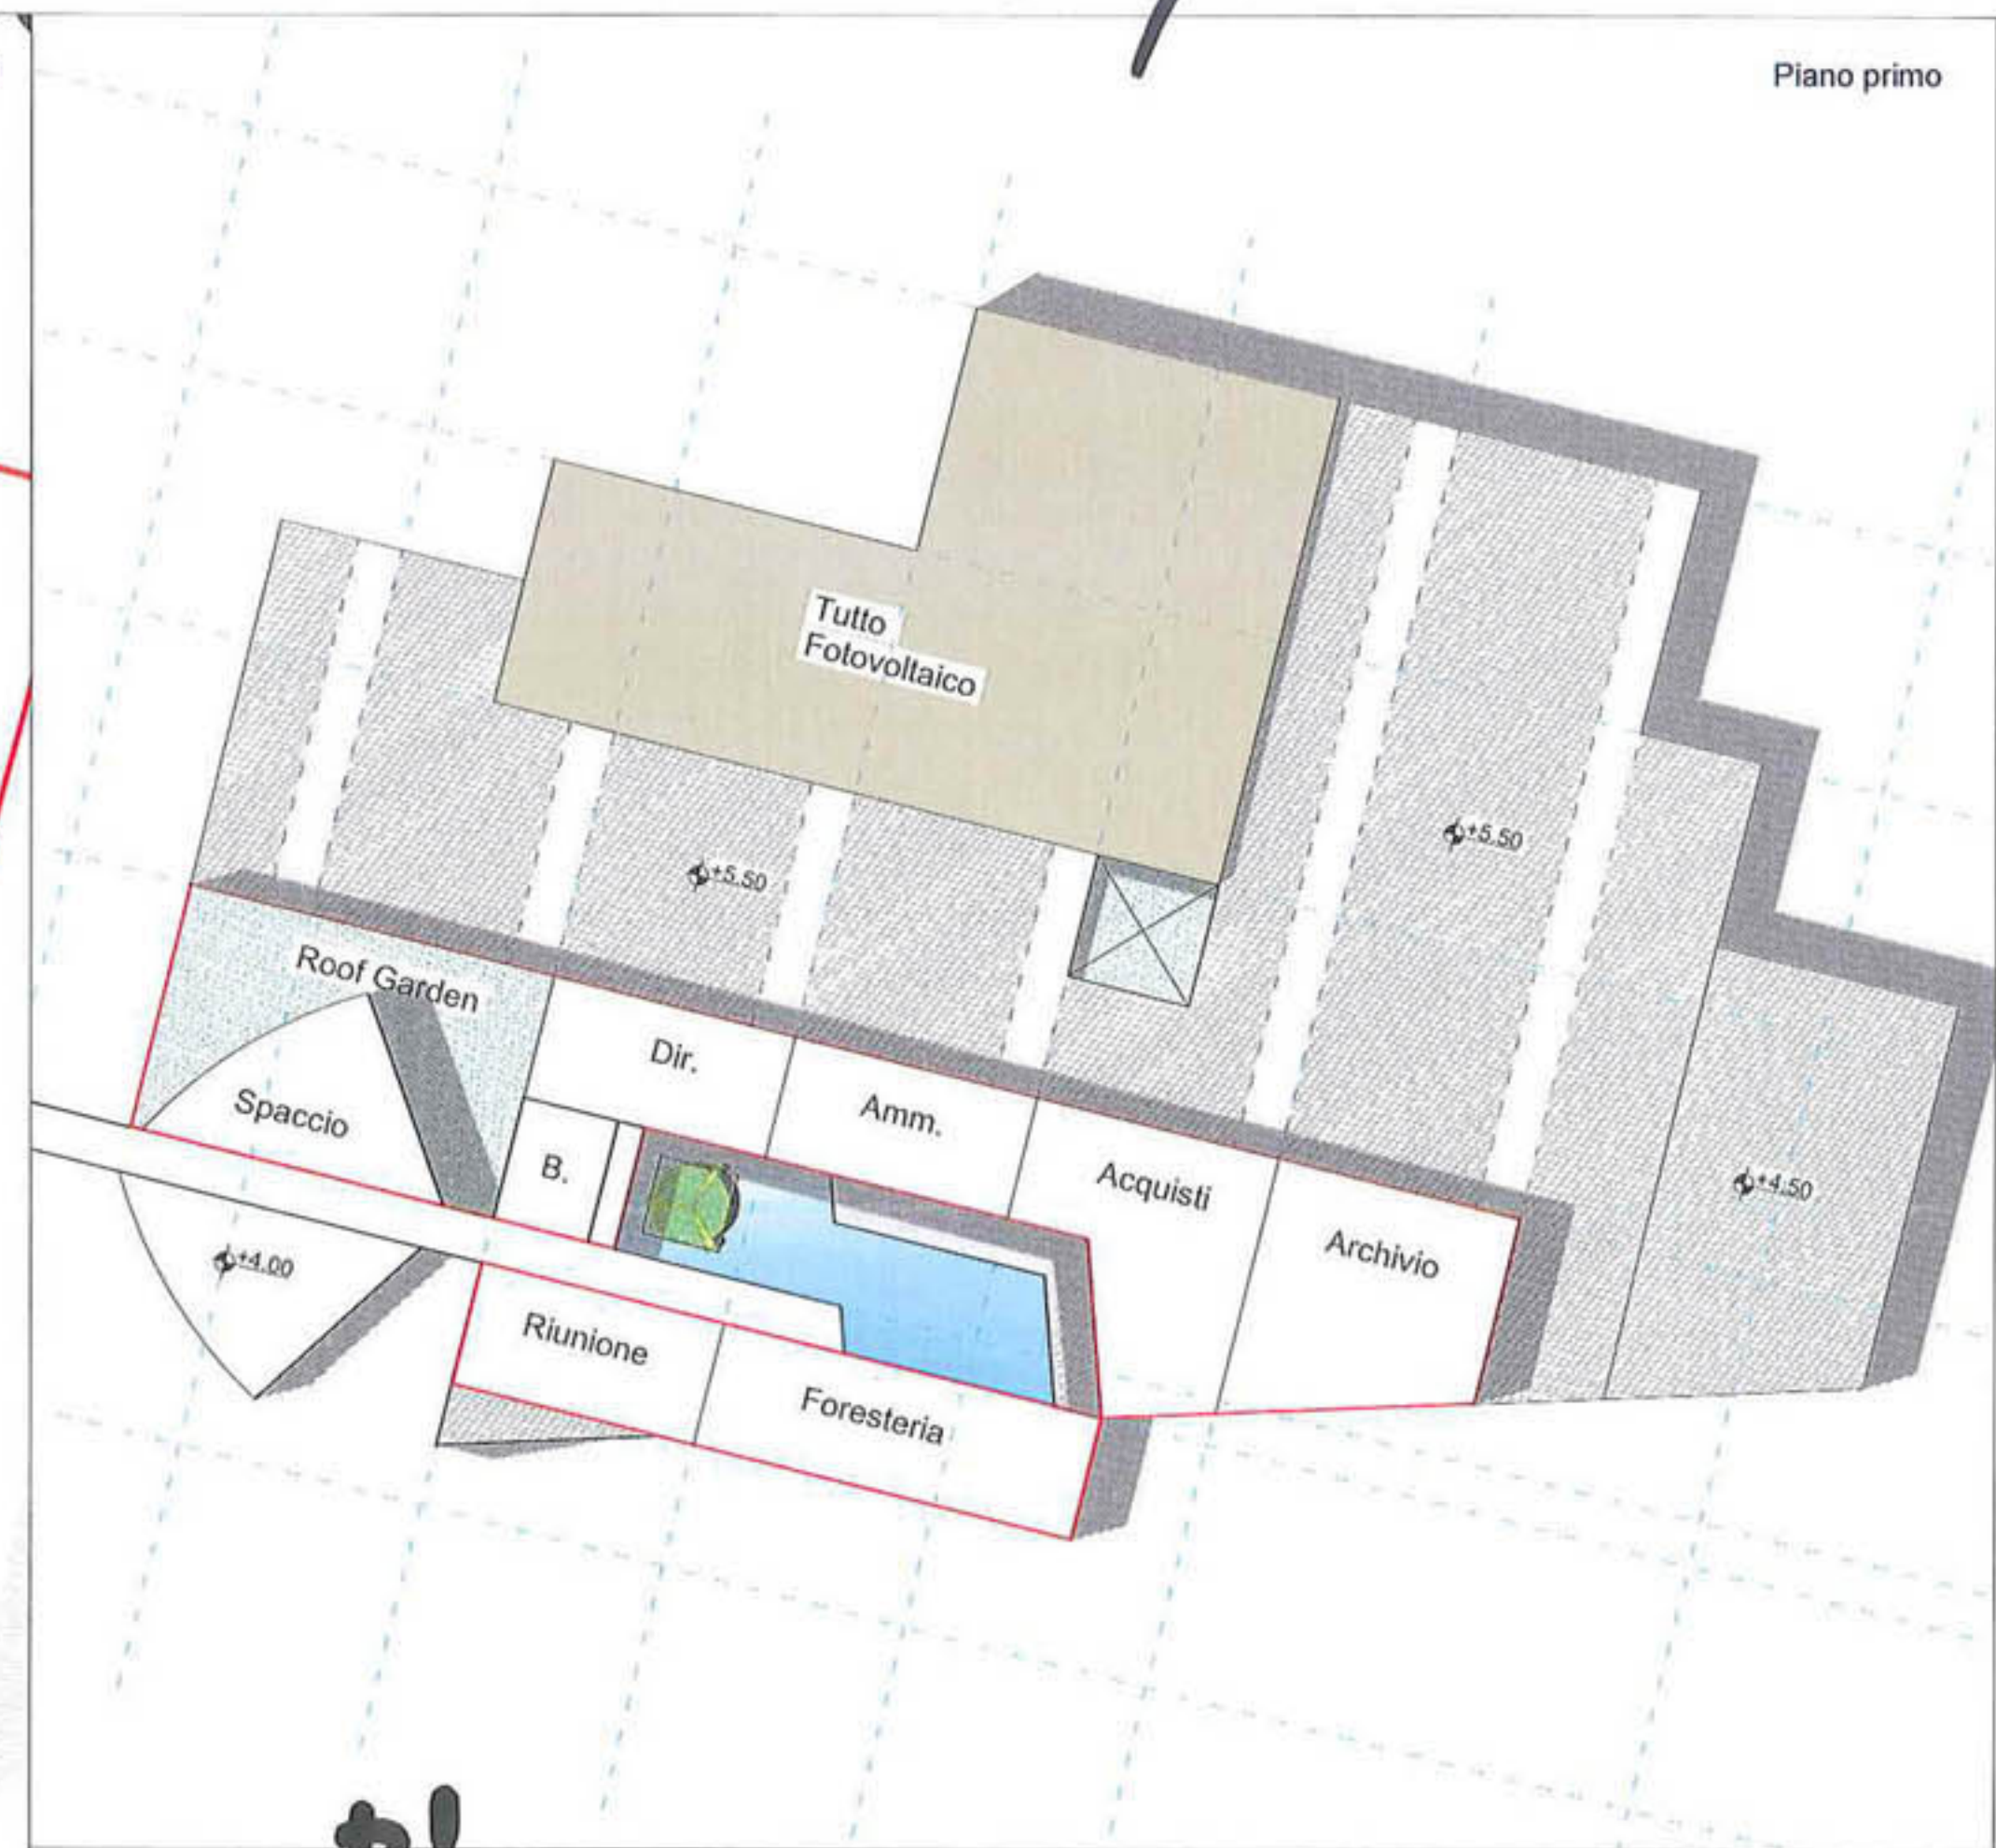 Piano primo
Tutto
Fotovoltaico
+5.50
+5.50
Roof Garden
Dir.
Amm.
Spaccio
B.
Acquisti
+4.50
Archivio
+4.00
Riunione
Foresteria